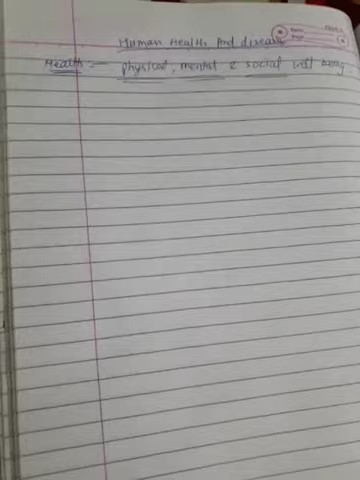 Human Health And disease
Health :- physical, mental & social well being